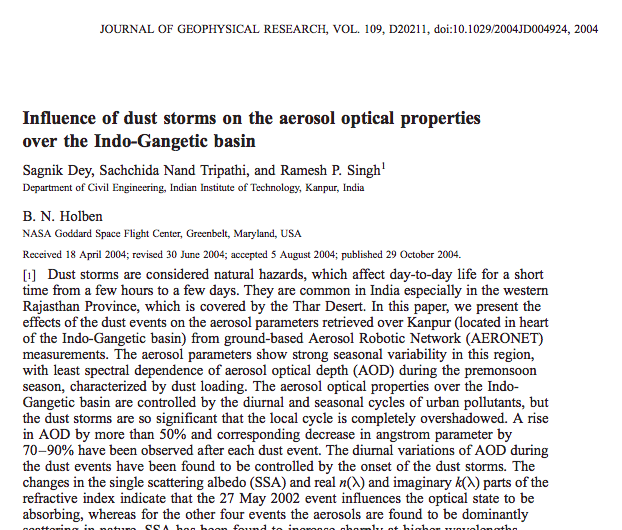 JOURNAL OF GEOPHYSICAL RESEARCH, VOL. 109, D20211, doi:10.1029/2004JD004924, 2004
Influence of dust storms on the aerosol optical properties
over the Indo-Gangetic basin
Sagnik Dey, Sachchida Nand Tripathi, and Ramesh P. Singh1
Department of Civil Engineering, Indian Institute of Technology, Kanpur, India
B. N. Holben
NASA Goddard Space Flight Center, Greenbelt, Maryland, USA
Received 18 April 2004; revised 30 June 2004; accepted 5 August 2004; published 29 October 2004.
[1] Dust storms are considered natural hazards, which affect day-to-day life for a short
time from a few hours to a few days. They are common in India especially in the western
Rajasthan Province, which is covered by the Thar Desert. In this paper, we present the
effects of the dust events on the aerosol parameters retrieved over Kanpur (located in heart
of the Indo-Gangetic basin) from ground-based Aerosol Robotic Network (AERONET)
measurements. The aerosol parameters show strong seasonal variability in this region,
with least spectral dependence of aerosol optical depth (AOD) during the premonsoon
season, characterized by dust loading. The aerosol optical properties over the Indo-
Gangetic basin are controlled by the diurnal and seasonal cycles of urban pollutants, but
the dust storms are so significant that the local cycle is completely overshadowed. A rise
in AOD by more than 50% and corresponding decrease in angstrom parameter by
70–90% have been observed after each dust event. The diurnal variations of AOD during
the dust events have been found to be controlled by the onset of the dust storms. The
changes in the single scattering albedo (SSA) and real n(λ) and imaginary k(λ) parts of the
refractive index indicate that the 27 May 2002 event influences the optical state to be
absorbing, whereas for the other four events the aerosols are found to be dominantly
scattering in nature. SSA has been found to increase sharply at higher wavelengths